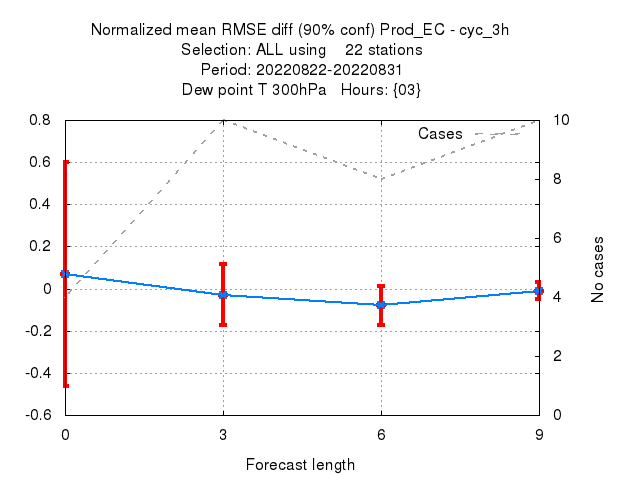 Normalized mean RMSE diff (90% conf) Prod_EC - cyc_3h
Selection: ALL using    22 stations
Period: 20220822-20220831
Dew point T 300hPa   Hours: {03}
Cases
0.8
0.6
0.4
0.2
0
-0.2
-0.4
-0.6
10
8
6
4
2
0
No cases
0 3 6 9
Forecast length